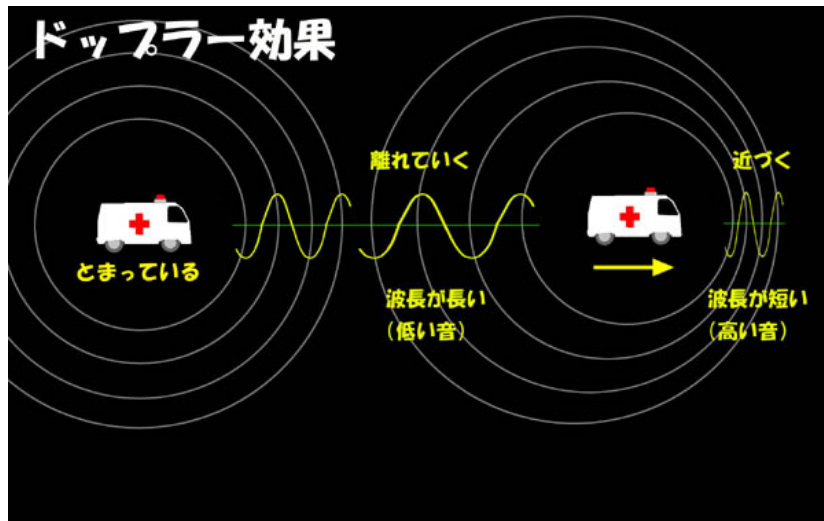 ドップラー効果
離れていく
近づく
とまっている
波長が長い
(低い音)
波長が短い
(高い音)